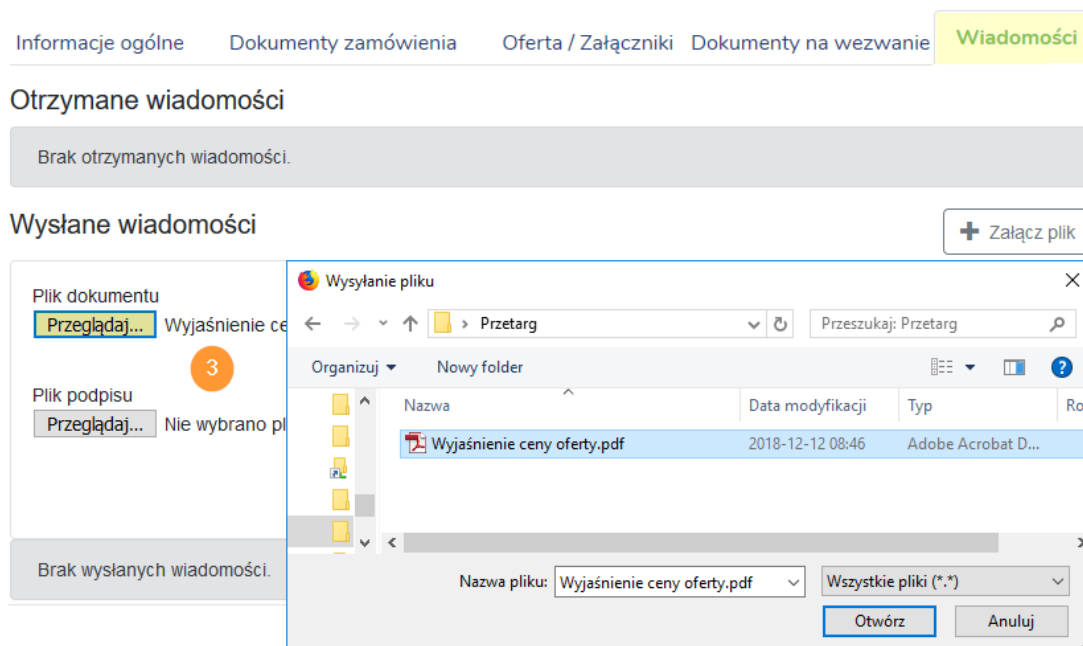 Informacje ogólne Dokumenty zamówienia Oferta / Załączniki Dokumenty na wezwanie Wiadomości
Otrzymane wiadomości
Brak otrzymanych wiadomości.
Wysłane wiadomości
Załącz plik
Plik dokumentu
Przeglądaj... Wyjaśnienie ce
3
Plik podpisu
Przeglądaj... Nie wybrano pl
Brak wysłanych wiadomości.
Wysyłanie pliku
Przetarg
Przeszukaj: Przetarg
Organizuj Nowy folder
Nazwa Data modyfikacji Typ Ro
Wyjaśnienie ceny oferty.pdf 2018-12-12 08:46 Adobe Acrobat D...
Nazwa pliku: Wyjaśnienie ceny oferty.pdf Wszystkie pliki (*.*)
Otwórz Anuluj